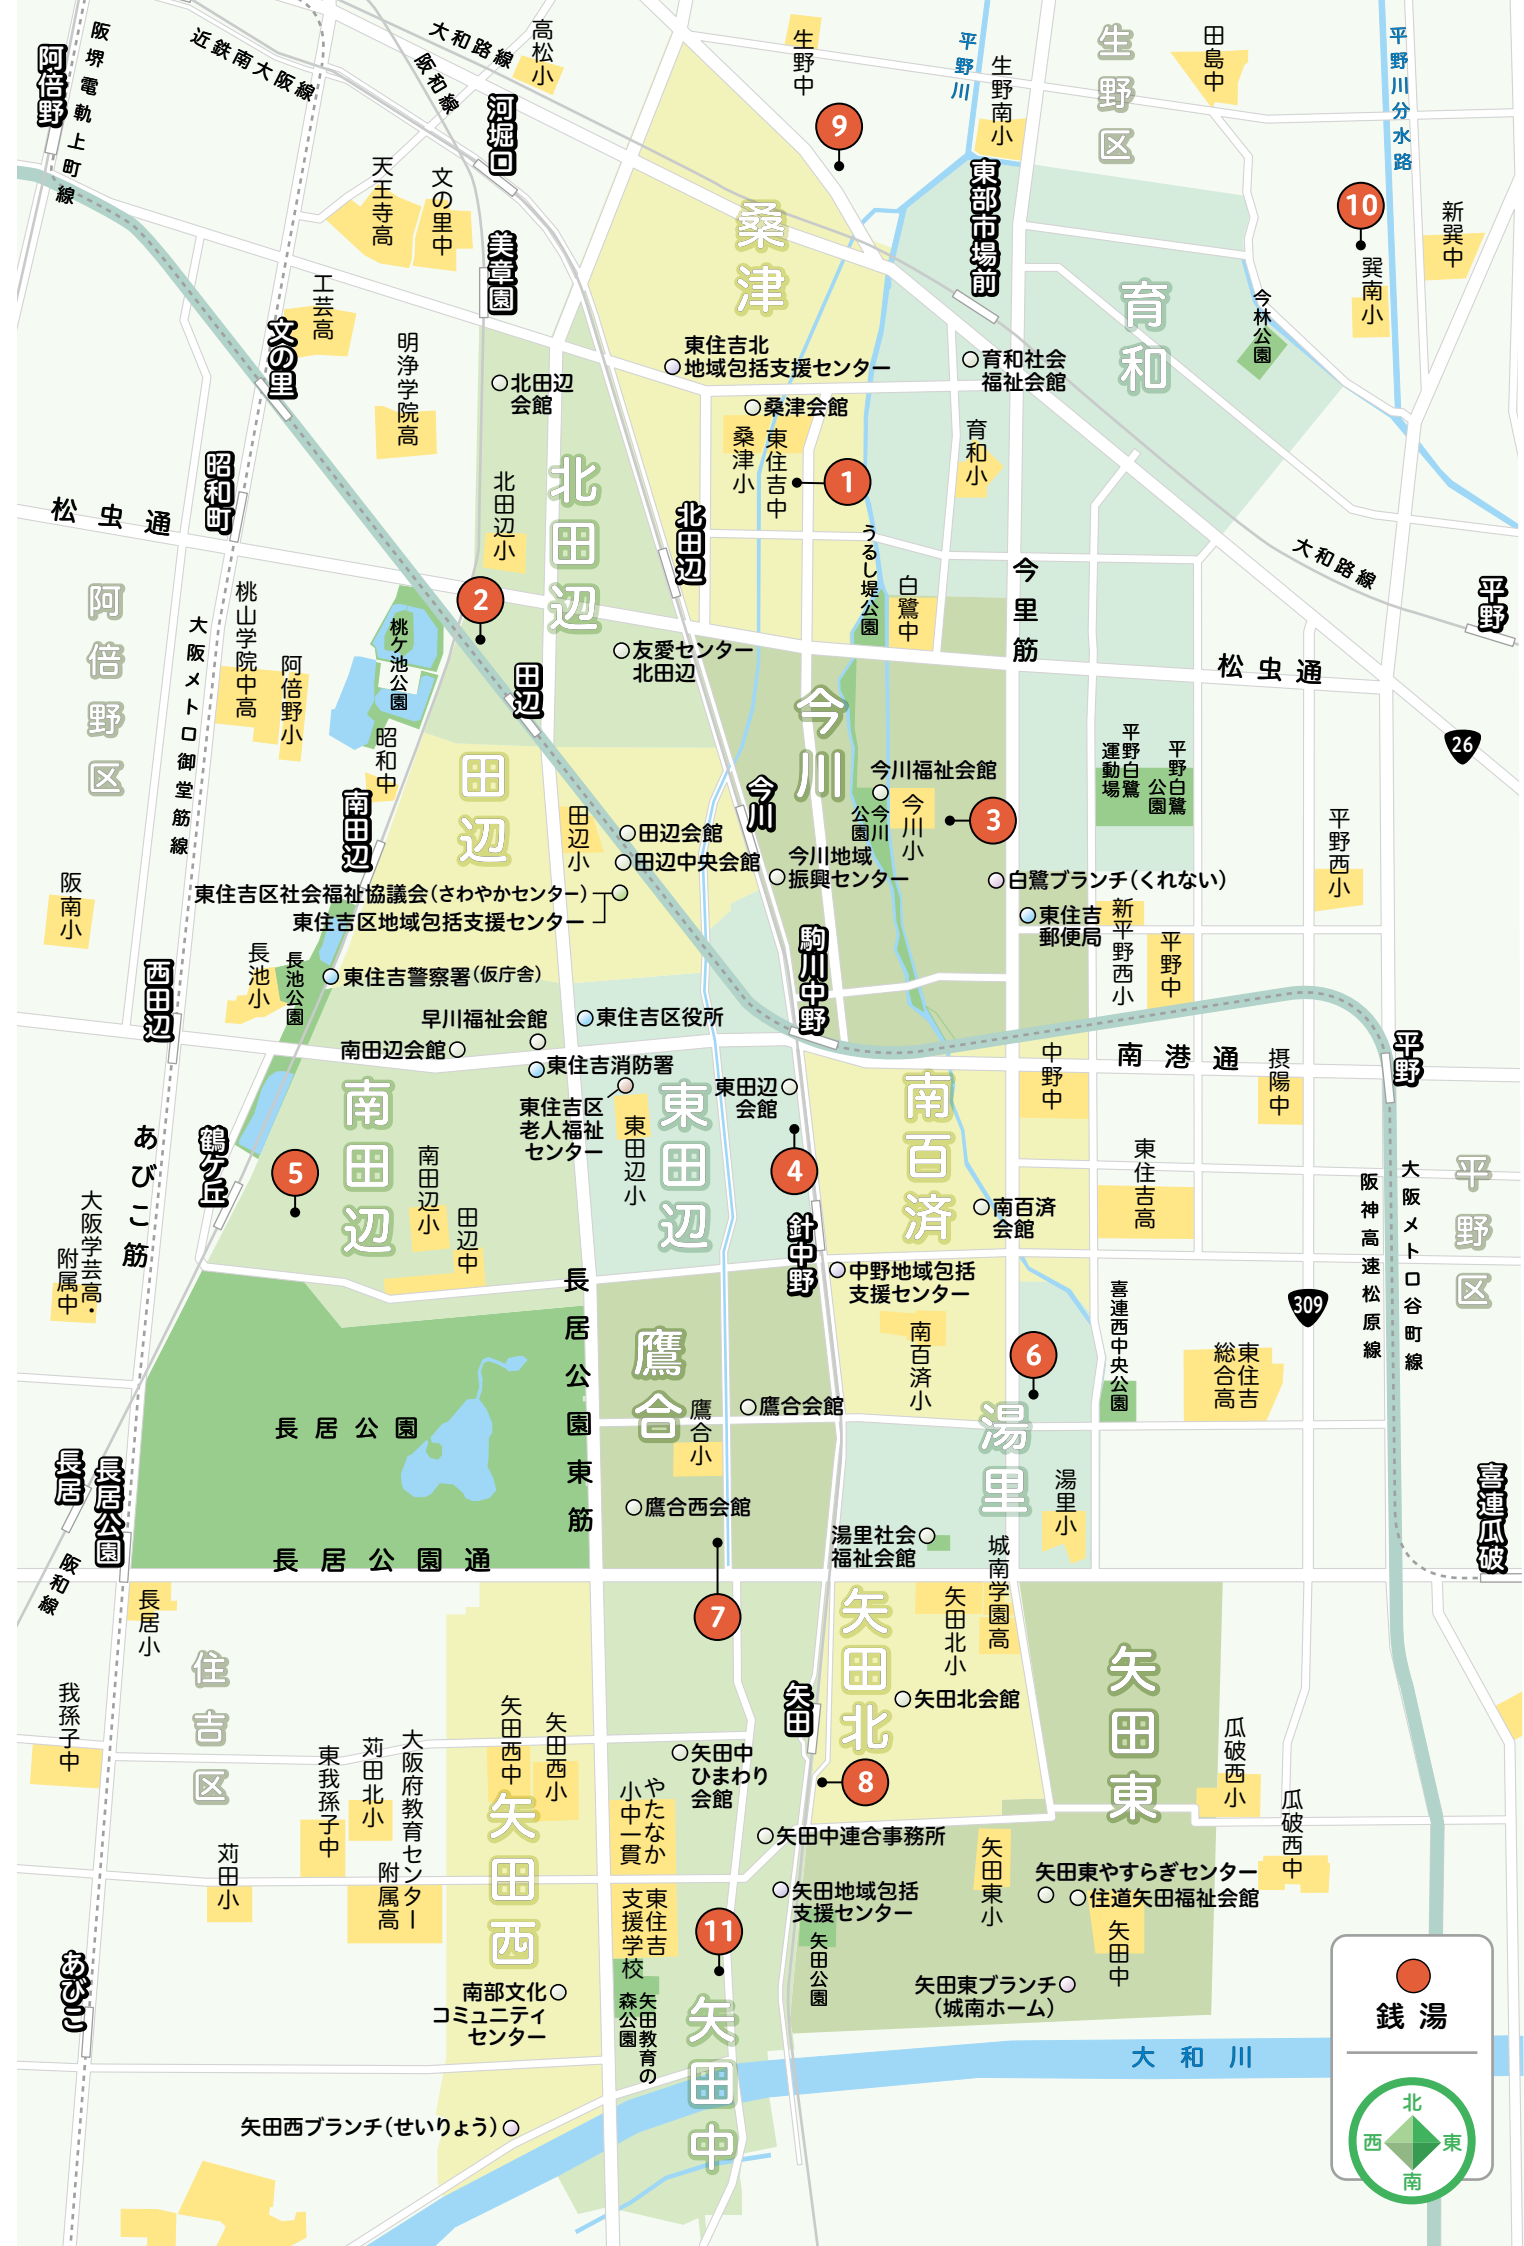 阪堺電軌上町線
近鉄南大阪線
大和路線
阪和線
高松小
生野中
平野川
生野南小
生野区
田島中
平野川分水路
阿倍野
河堀口
9
東部市場前
天王寺高
文の里中
桑津
10
新巽中
巽南小
美章園
工芸高
文の里
明浄学院高
育和
今林公園
東住吉北
地域包括支援センター
育和社会
福祉会館
北田辺
会館
桑津会館
桑津小
東住吉中
1
育和小
昭和町
松虫通
北田辺小
北田辺
北田辺
うるし堤公園
今里筋
大和路線
平野
阿倍野区
大阪メトロ御堂筋線
桃山学院中高
阿倍野小
桃ケ池公園
2
白鷺中
友愛センター
北田辺
田辺
松虫通
今川
26
昭和中
南田辺
田辺
田辺小
今川
今川福祉会館
今川公園
今川小
3
平野白鷺
運動場
平野白鷺
公園
平野西小
田辺会館
田辺中央会館
今川地域
振興センター
白鷺ブランチ(くれない)
阪南小
東住吉区社会福祉協議会(さわやかセンター)
東住吉区地域包括支援センター
東住吉
郵便局
新平野西小
平野中
西田辺
長池小
長池公園
東住吉警察署(仮庁舎)
駒川中野
早川福祉会館
東住吉区役所
南田辺会館
東住吉消防署
東住吉区
老人福祉
センター
東田辺小
東田辺
東田辺
会館
4
南百済
中野中
南港通
摂陽中
平野
南田辺
あびこ筋
鶴ケ丘
5
南田辺小
田辺中
大阪学芸高・
附属中
針中野
南百済
会館
東住吉高
阪神高速松原線
大阪メトロ谷町線
平野区
中野地域包括
支援センター
長居公園東筋
鷹合
南百済小
6
喜連西中央公園
309
東住吉
総合高
長居公園
鷹合小
鷹合会館
湯里
湯里小
長居
長居公園
鷹合西会館
湯里社会
福祉会館
城南学園高
喜連瓜破
阪和線
長居公園通
長居小
7
矢田北
矢田北小
矢田東
住吉区
我孫子中
矢田
矢田北会館
矢田西中
矢田西小
矢田中
ひまわり
会館
8
瓜破西小
瓜破西中
東我孫子中
苅田北小
大阪府教育センター
附属高
苅田小
矢田西
やたなか
小中一貫
矢田中連合事務所
矢田東小
矢田東やすらぎセンター
住道矢田福祉会館
矢田地域包括
支援センター
東住吉
支援学校
11
矢田公園
矢田中
あびこ
南部文化
コミュニティ
センター
矢田教育の
森公園
矢田中
矢田東ブランチ
(城南ホーム)
大和川
矢田西ブランチ(せいりょう)
銭湯
北
西
東
南